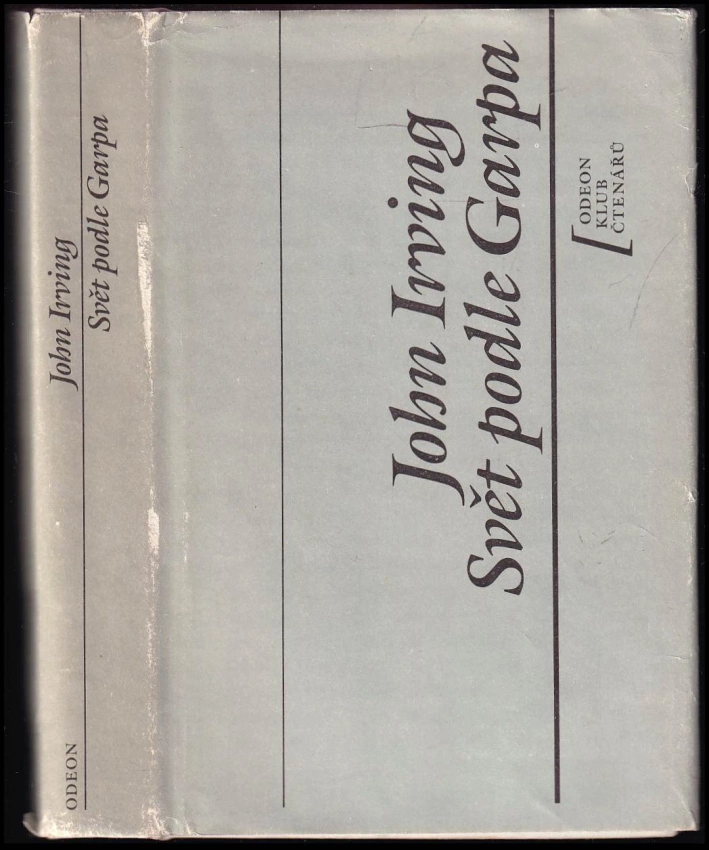 John Irving
Svět podle Garpa
ODEON
John Irving
Svět podle Garpa
ODEON
KLUB
ČTENÁŘŮ